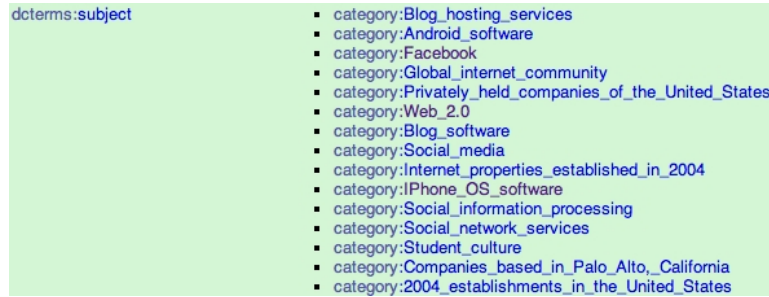 dcterms:subject
▪ category:Blog_hosting_services
▪ category:Android_software
▪ category:Facebook
▪ category:Global_internet_community
▪ category:Privately_held_companies_of_the_United_States
▪ category:Web_2.0
▪ category:Blog_software
▪ category:Social_media
▪ category:Internet_properties_established_in_2004
▪ category:IPhone_OS_software
▪ category:Social_information_processing
▪ category:Social_network_services
▪ category:Student_culture
▪ category:Companies_based_in_Palo_Alto,_California
▪ category:2004_establishments_in_the_United_States